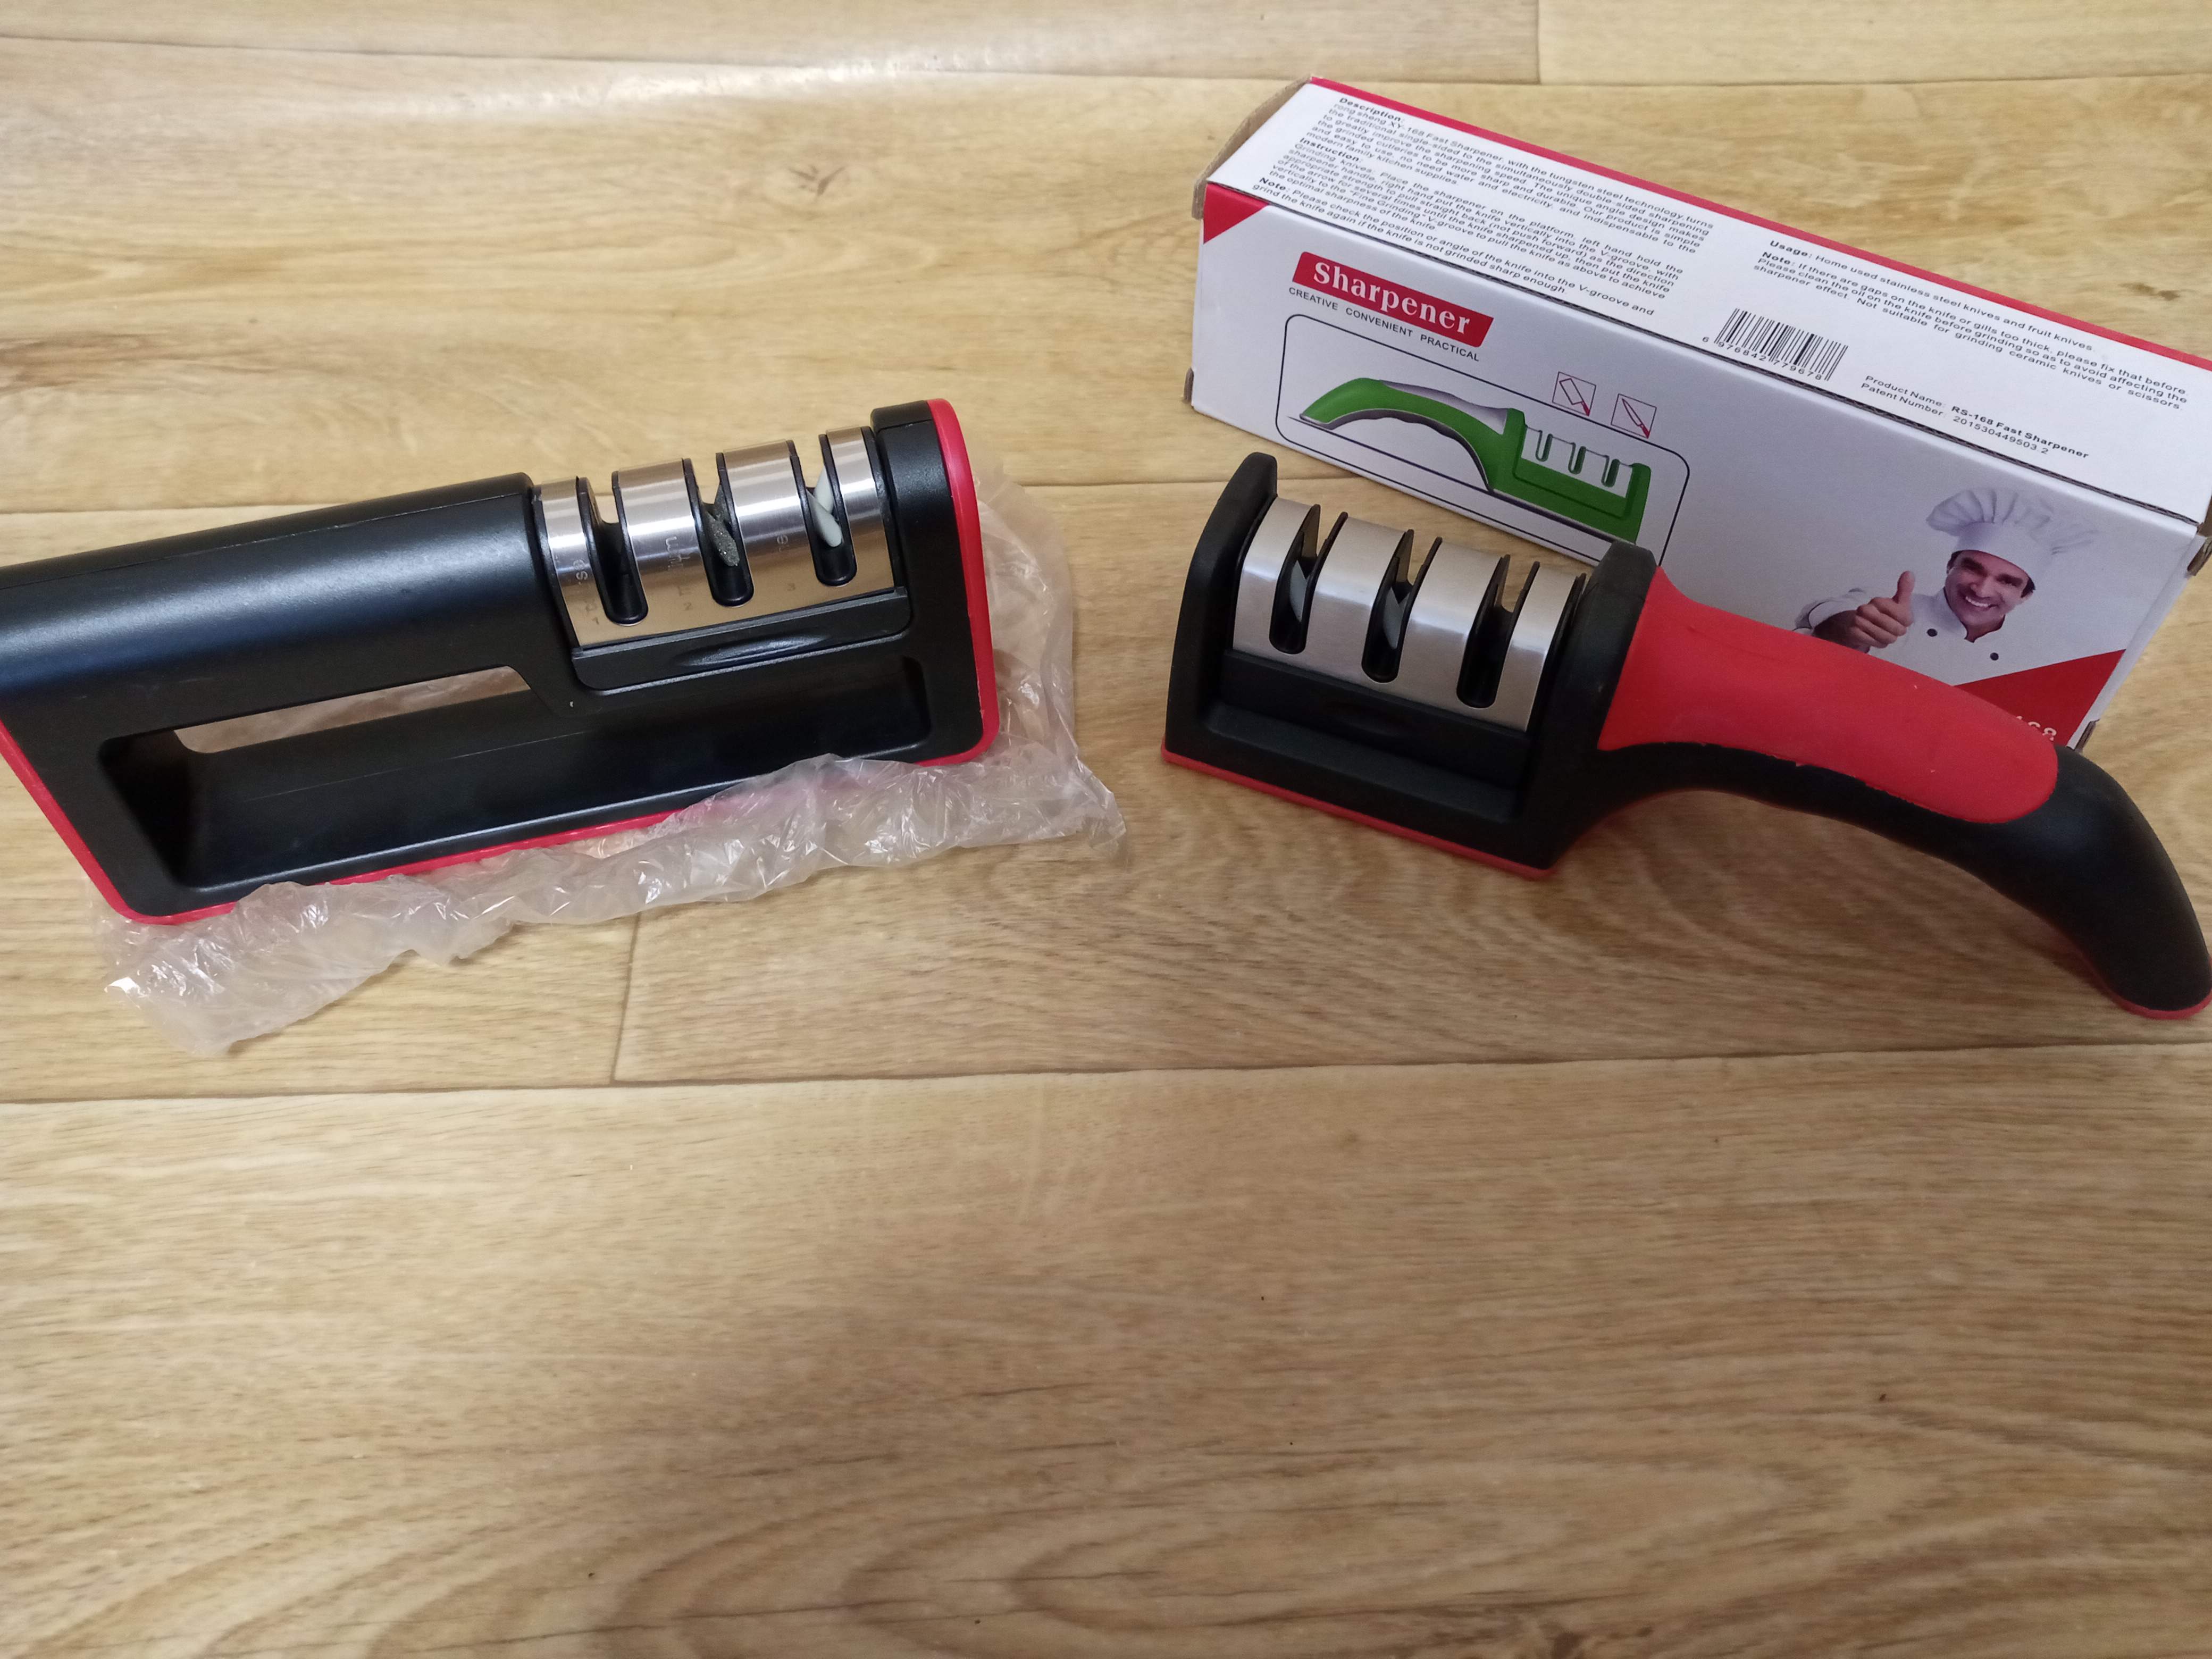 Description:
rong sheng XY-168 Fast Sharpener, with the tungsten steel technology, turns
the traditional single-sided to the simultaneously double-sided sharpening
to greatly improve the sharpening speed. The unique angle design makes
the grinded cutleries to be more sharp and durable. Our product is simple
and easy to use, no need water and electricity, and indispensable to the
modern family kitchen supplies
Instruction:
Grinding knives: Place the sharpener on the platform, left hand hold the
sharpener handle, right hand put the knife vertically into the V-groove, with
appropriate strength to pull straight back (not push forward) as the direction
of the arrow for several times until the knife sharpened up, then put the knife
vertically to the "Fine Grinding" V-groove to pull the knife as above to achieve
the optimal sharpness of the knife
Note: Please check the position or angle of the knife into the V-groove and
grind the knife again if the knife is not grinded sharp enough
Usage: Home used stainless steel knives and fruit knives
Note: If there are gaps on the knife or gills too thick, please fix that before
Please clean the oil on the knife before grinding so as to avoid affecting the
sharpener effect. Not suitable for grinding ceramic knives or scissors
6 976842 779678
Product Name: RS-168 Fast Sharpener
Patent Number: 201530449503.2
Sharpener
CREATIVE CONVENIENT PRACTICAL
168
1
2
3